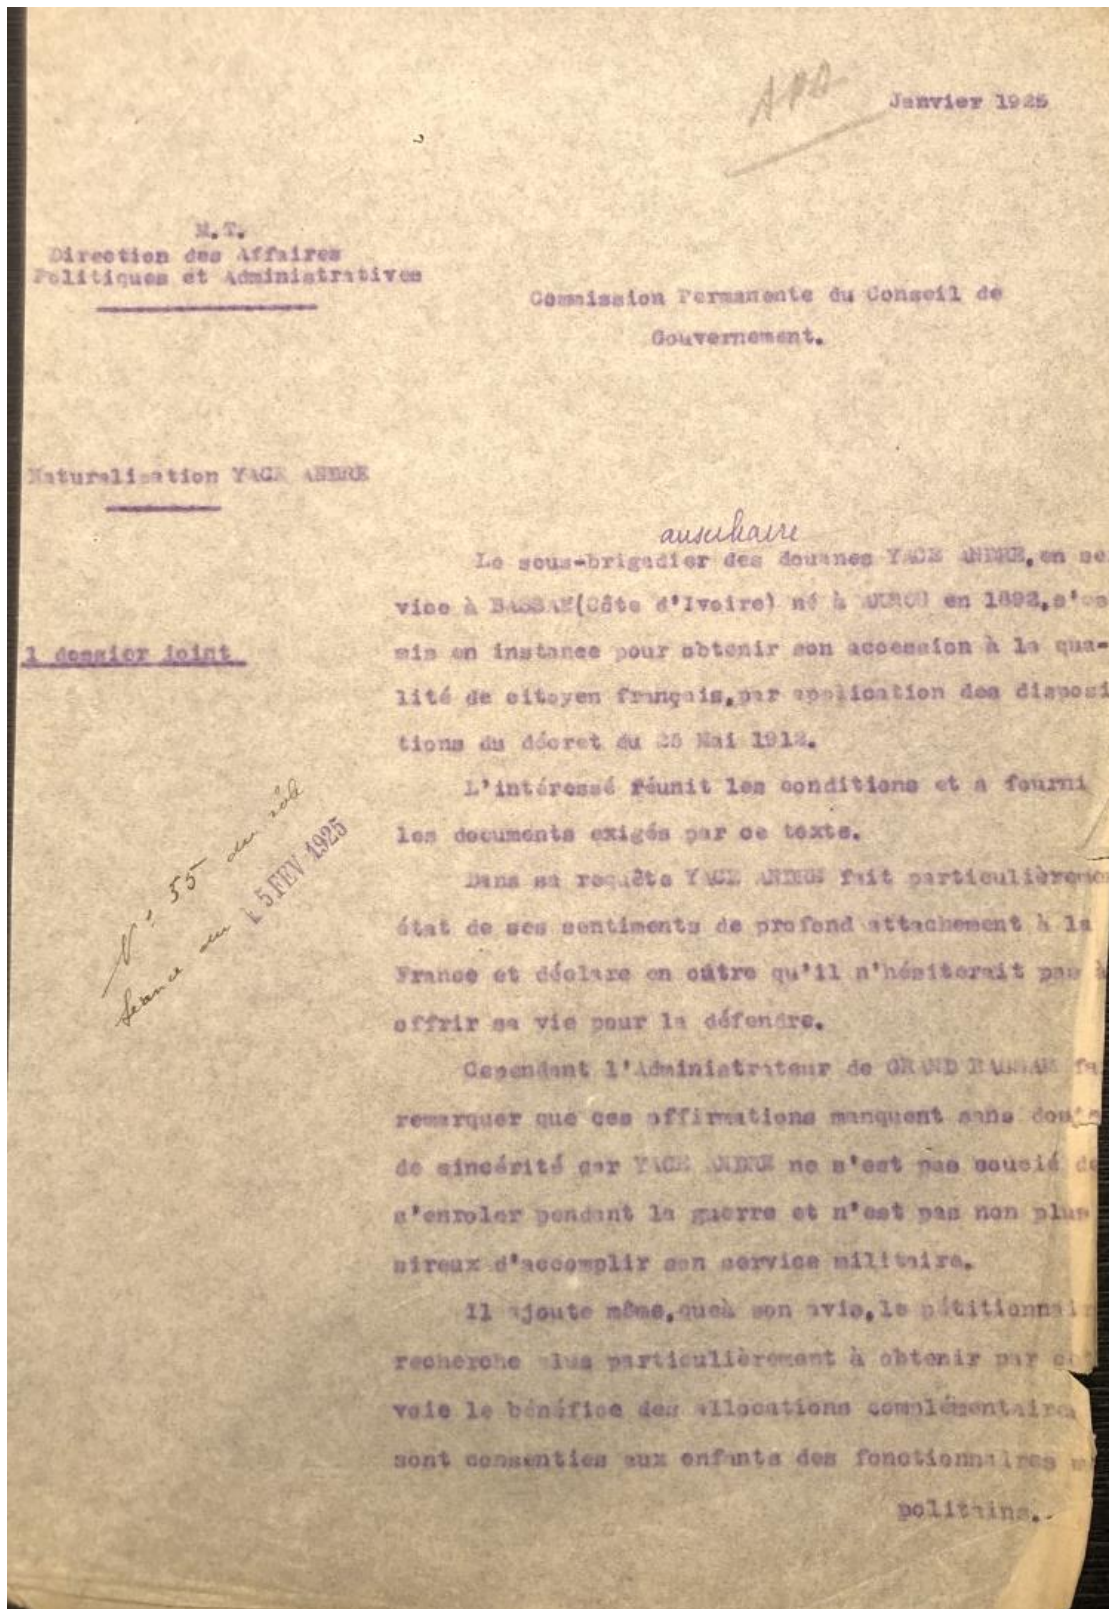 Janvier 1925
M.T.
Direction des Affaires
Politiques et Administratives
Commission Permanente du Conseil de
Gouvernement.
Naturalisation YACE ANDRE
auxiliaire
Le sous-brigadier des douanes YACE ANDRE, en se
vice à BASSAM(Côte d'Ivoire) né à en 1892,s'es
1 dossier joint
mis en instance pour obtenir son accession à la qua-
lité de citoyen français,par application des disposi
tions du décret du 25 Mai 1912.
L'intéressé réunit les conditions et a fourni
les documents exigés par ce texte.
N° 55 du rôle
Séance du 5 FEV 1925
Dans sa requête YACE ANDRE fait particulièremen
état de ses sentiments de profond attachement à la
France et déclare en outre qu'il n'hésiterait pas à
offrir sa vie pour la défendre.
Cependant l'Administrateur de GRAND BASSAM fa
remarquer que ces affirmations manquent sans doute
de sincérité car YACE ANDRE ne s'est pas soucié de
s'enroler pendant la guerre et n'est pas non plus
sireux d'accomplir son service militaire.
Il ajoute même,queà son avis,le pétitionnair
recherche plus particulièrement à obtenir par
voie le bénéfice des allocations complémentaires
sont consenties aux enfants des fonctionnaires
politains.